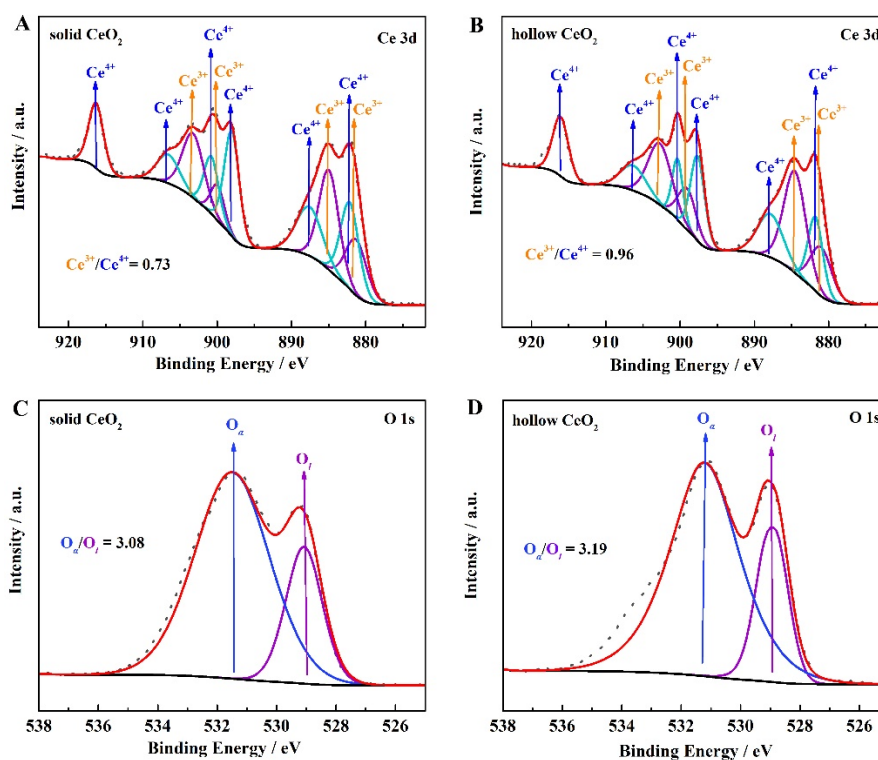 A
solid CeO₂
Ce 3d
Ce⁴⁺
Ce⁴⁺
Ce³⁺
Ce⁴⁺
Ce³⁺
Ce⁴⁺
Ce⁴⁺
Ce³⁺
Ce⁴⁺
Ce³⁺
Ce³⁺/Ce⁴⁺ = 0.73
Intensity / a.u.
920 910 900 890 880
Binding Energy / eV
B
hollow CeO₂
Ce 3d
Ce⁴⁺
Ce⁴⁺
Ce³⁺
Ce⁴⁺
Ce³⁺
Ce⁴⁺
Ce⁴⁺
Ce³⁺
Ce⁴⁺
Ce³⁺
Ce³⁺/Ce⁴⁺ = 0.96
Intensity / a.u.
920 910 900 890 880
Binding Energy / eV
C
solid CeO₂
O 1s
Oα
Oₗ
Oα/Oₗ = 3.08
Intensity / a.u.
538 536 534 532 530 528 526
Binding Energy / eV
D
hollow CeO₂
O 1s
Oα
Oₗ
Oα/Oₗ = 3.19
Intensity / a.u.
538 536 534 532 530 528 526
Binding Energy / eV